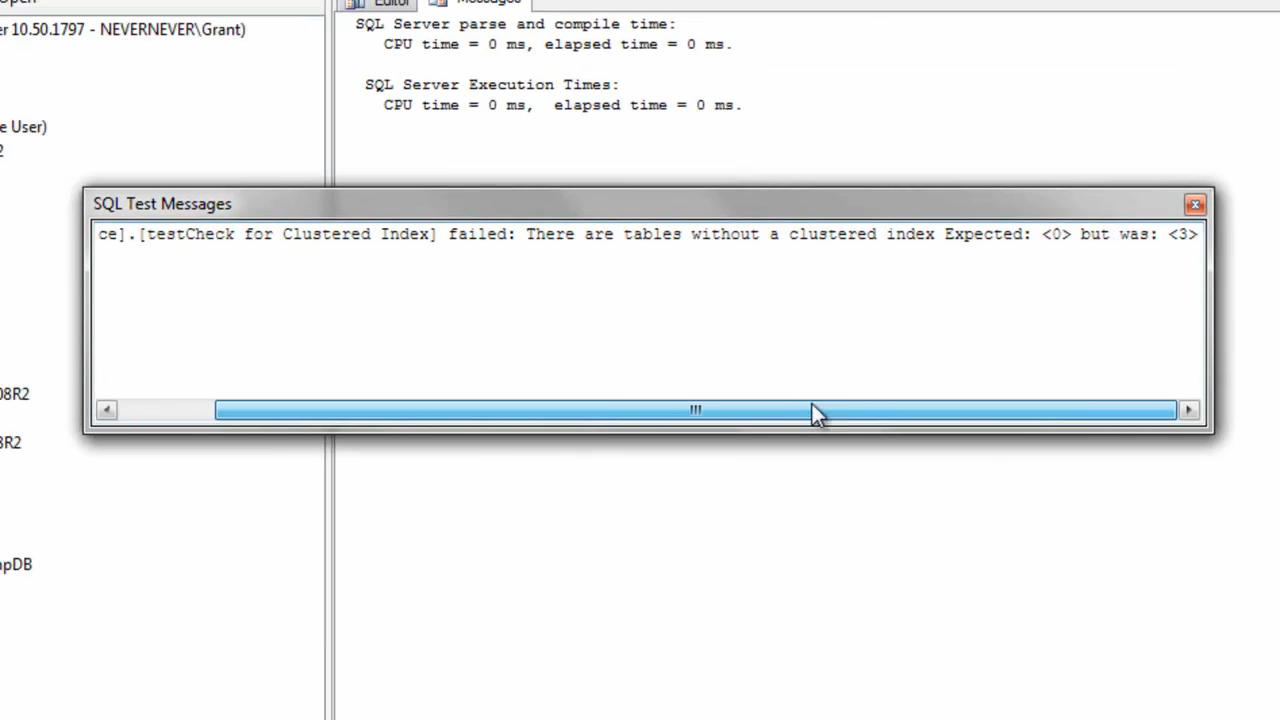 Open
Editor
Messages
er 10.50.1797 - NEVERNEVER\Grant)
SQL Server parse and compile time:
CPU time = 0 ms, elapsed time = 0 ms.
SQL Server Execution Times:
CPU time = 0 ms,  elapsed time = 0 ms.
e User)
2
SQL Test Messages
ce].[testCheck for Clustered Index] failed: There are tables without a clustered index Expected: <0> but was: <3>
08R2
8R2
mpDB